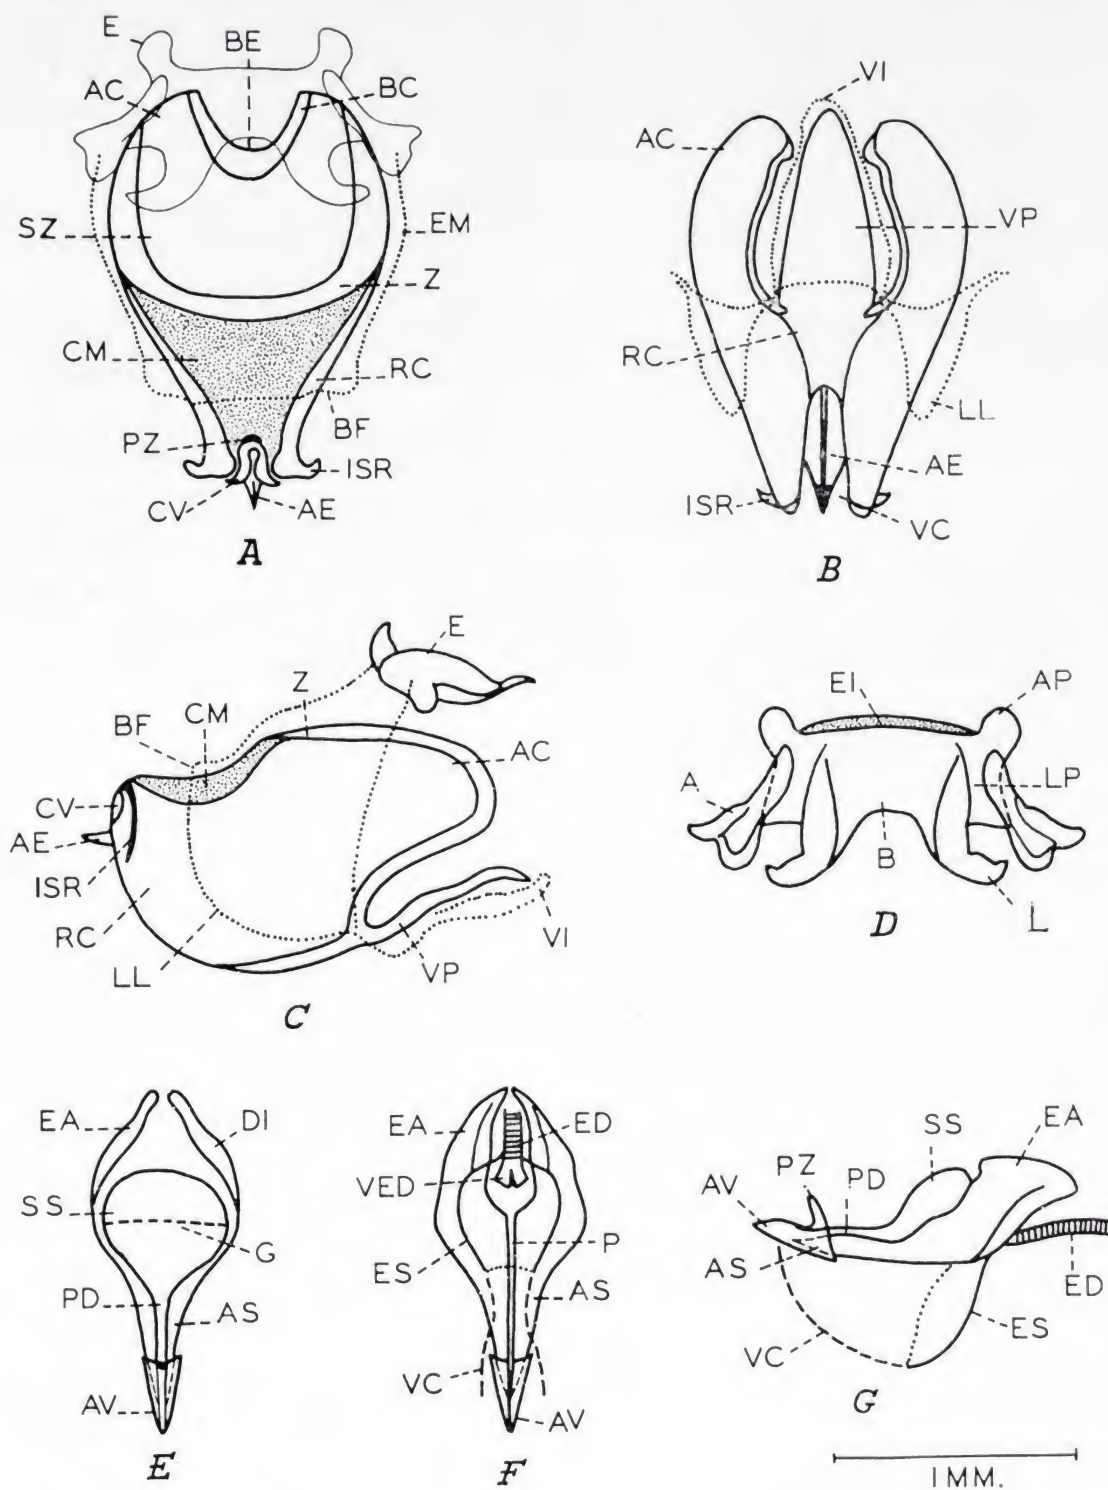 E
BE
AC
BC
SZ
EM
Z
CM
RC
PZ
BF
ISR
CV
AE
A
VI
AC
VP
RC
LL
AE
ISR
VC
B
E
Z
CM
BF
AC
CV
AE
ISR
RC
LL
VP
VI
C
EI
AP
A
LP
B
L
D
EA
DI
SS
G
PD
AS
AV
E
EA
ED
VED
P
ES
AS
VC
AV
F
SS
EA
PZ
PD
AV
AS
ED
ES
VC
G
1 MM.